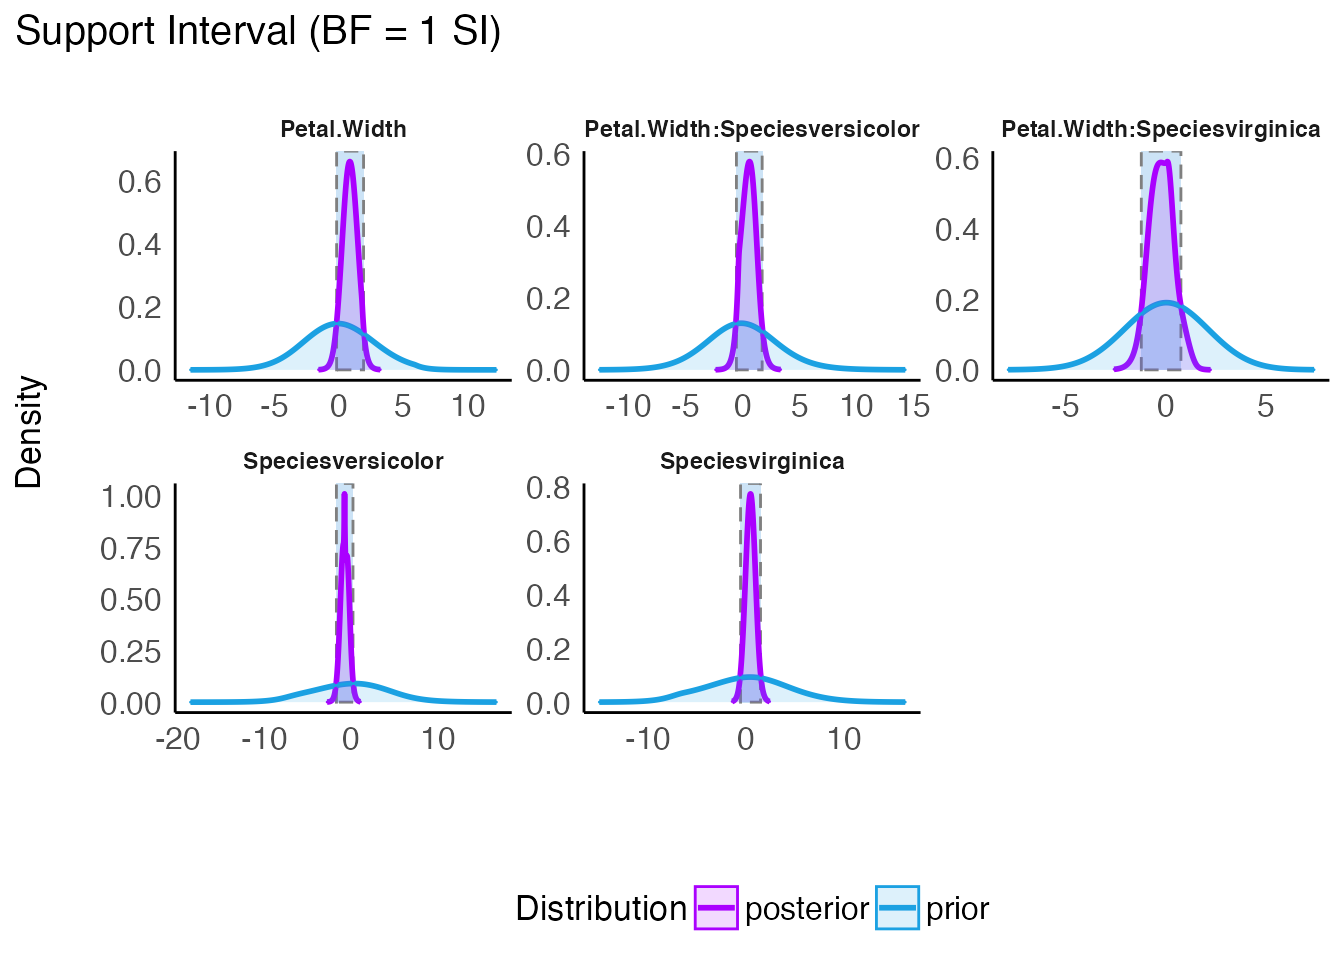 Support Interval (BF = 1 SI)
Petal.Width
Petal.Width:Speciesversicolor
Petal.Width:Speciesvirginica
0.6
0.4
0.2
0.0
-10 -5 0 5 10
0.6
0.4
0.2
0.0
-10 -5 0 5 10 15
0.6
0.4
0.2
0.0
-5 0 5
Density
Speciesversicolor
Speciesvirginica
1.00
0.75
0.50
0.25
0.00
-20 -10 0 10
0.8
0.6
0.4
0.2
0.0
-10 0 10
Distribution posterior prior